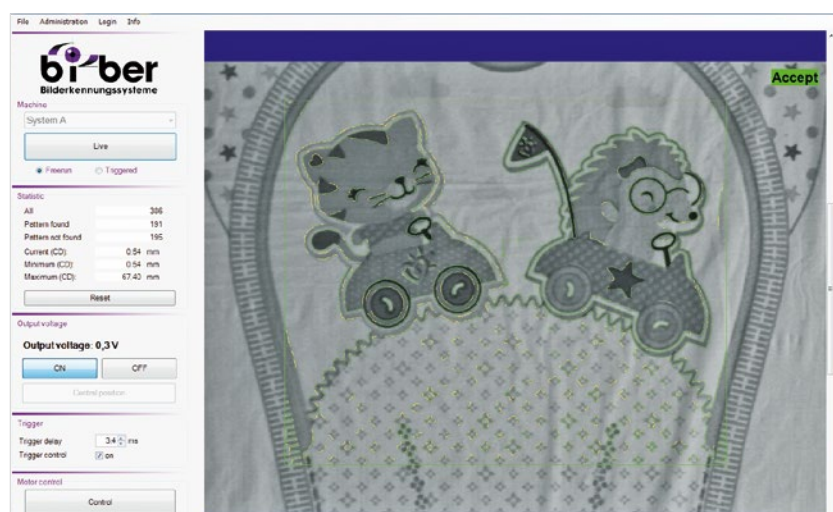 File Administration Login Info
bi-ber
Bilderkennungssysteme
Machine
System A
Live
Freerun Triggered
Statistic
All 386
Pattern found 191
Pattern not found 195
Current (CD): 0.54 mm
Minimum (CD): 0.54 mm
Maximum (CD): 67.40 mm
Reset
Output voltage
Output voltage: 0,3 V
ON OFF
Control position
Trigger
Trigger delay 3.4 ms
Trigger control on
Motor control
Control
Accept